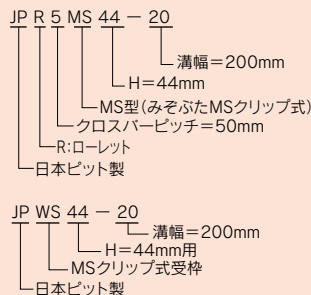 JP R 5 MS 44 − 20
溝幅=200mm
H=44mm
MS型(みぞぶたMSクリップ式)
クロスバーピッチ=50mm
R:ローレット
日本ピット製
JP WS 44 − 20
溝幅=200mm
H=44mm用
MSクリップ式受枠
日本ピット製